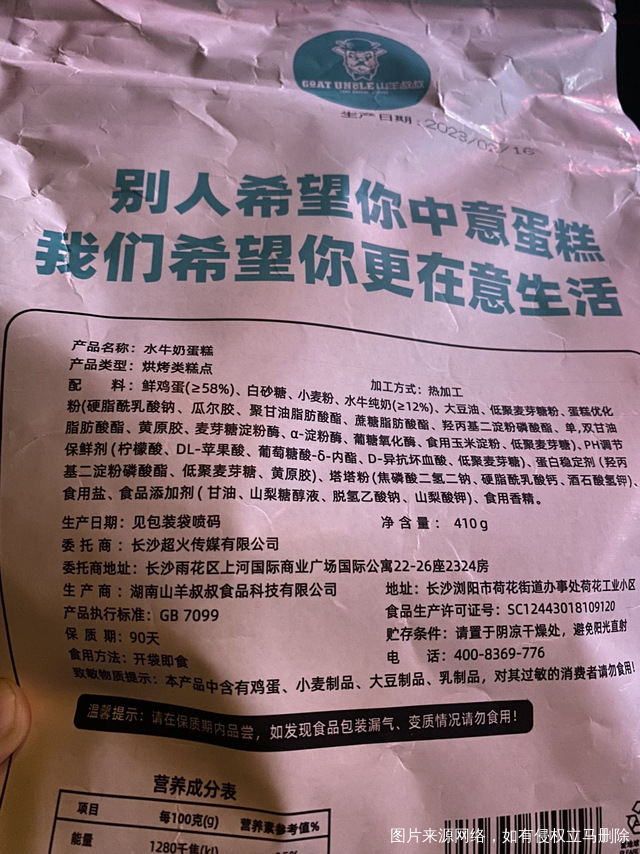 GOAT UNCLE 山羊叔叔
生产日期：2023/02/16
别人希望你中意蛋糕
我们希望你更在意生活
产品名称：水牛奶蛋糕
产品类型：烘烤类糕点
加工方式：热加工
配 料：鲜鸡蛋(≥58%)、白砂糖、小麦粉、水牛纯奶(≥12%)、大豆油、低聚麦芽糖粉、蛋糕优化
粉(硬脂酰乳酸钠、瓜尔胶、聚甘油脂肪酸酯、蔗糖脂肪酸酯、羟丙基二淀粉磷酸酯、单,双甘油
脂肪酸酯、黄原胶、麦芽糖淀粉酶、α-淀粉酶、葡糖氧化酶、食用玉米淀粉、低聚麦芽糖)、PH调节
保鲜剂(柠檬酸、DL-苹果酸、葡萄糖酸-δ-内酯、D-异抗坏血酸、低聚麦芽糖)、蛋白稳定剂(羟丙
基二淀粉磷酸酯、低聚麦芽糖、黄原胶)、塔塔粉(焦磷酸二氢二钠、硬脂酰乳酸钙、酒石酸氢钾)、
食用盐、食品添加剂(甘油、山梨糖醇液、脱氢乙酸钠、山梨酸钾)、食用香精。
生产日期：见包装袋喷码 净含量：410g
委托商：长沙超火传媒有限公司
委托商地址：长沙雨花区上河国际商业广场国际公寓22-26座2324房
生产商：湖南山羊叔叔食品科技有限公司 地址：长沙浏阳市荷花街道办事处荷花工业小区
产品执行标准：GB 7099 食品生产许可证号：SC12443018109120
保质期：90天 贮存条件：请置于阴凉干燥处，避免阳光直射
食用方法：开袋即食 电 话：400-8369-776
致敏物质提示：本产品中含有鸡蛋、小麦制品、大豆制品、乳制品，对其过敏的消费者请勿食用！
温馨提示：请在保质期内品尝，如发现食品包装漏气、变质情况请勿食用！
营养成分表
项目 每100克(g) 营养素参考值%
能量 1280千焦(kJ)
图片来源网络，如有侵权立马删除